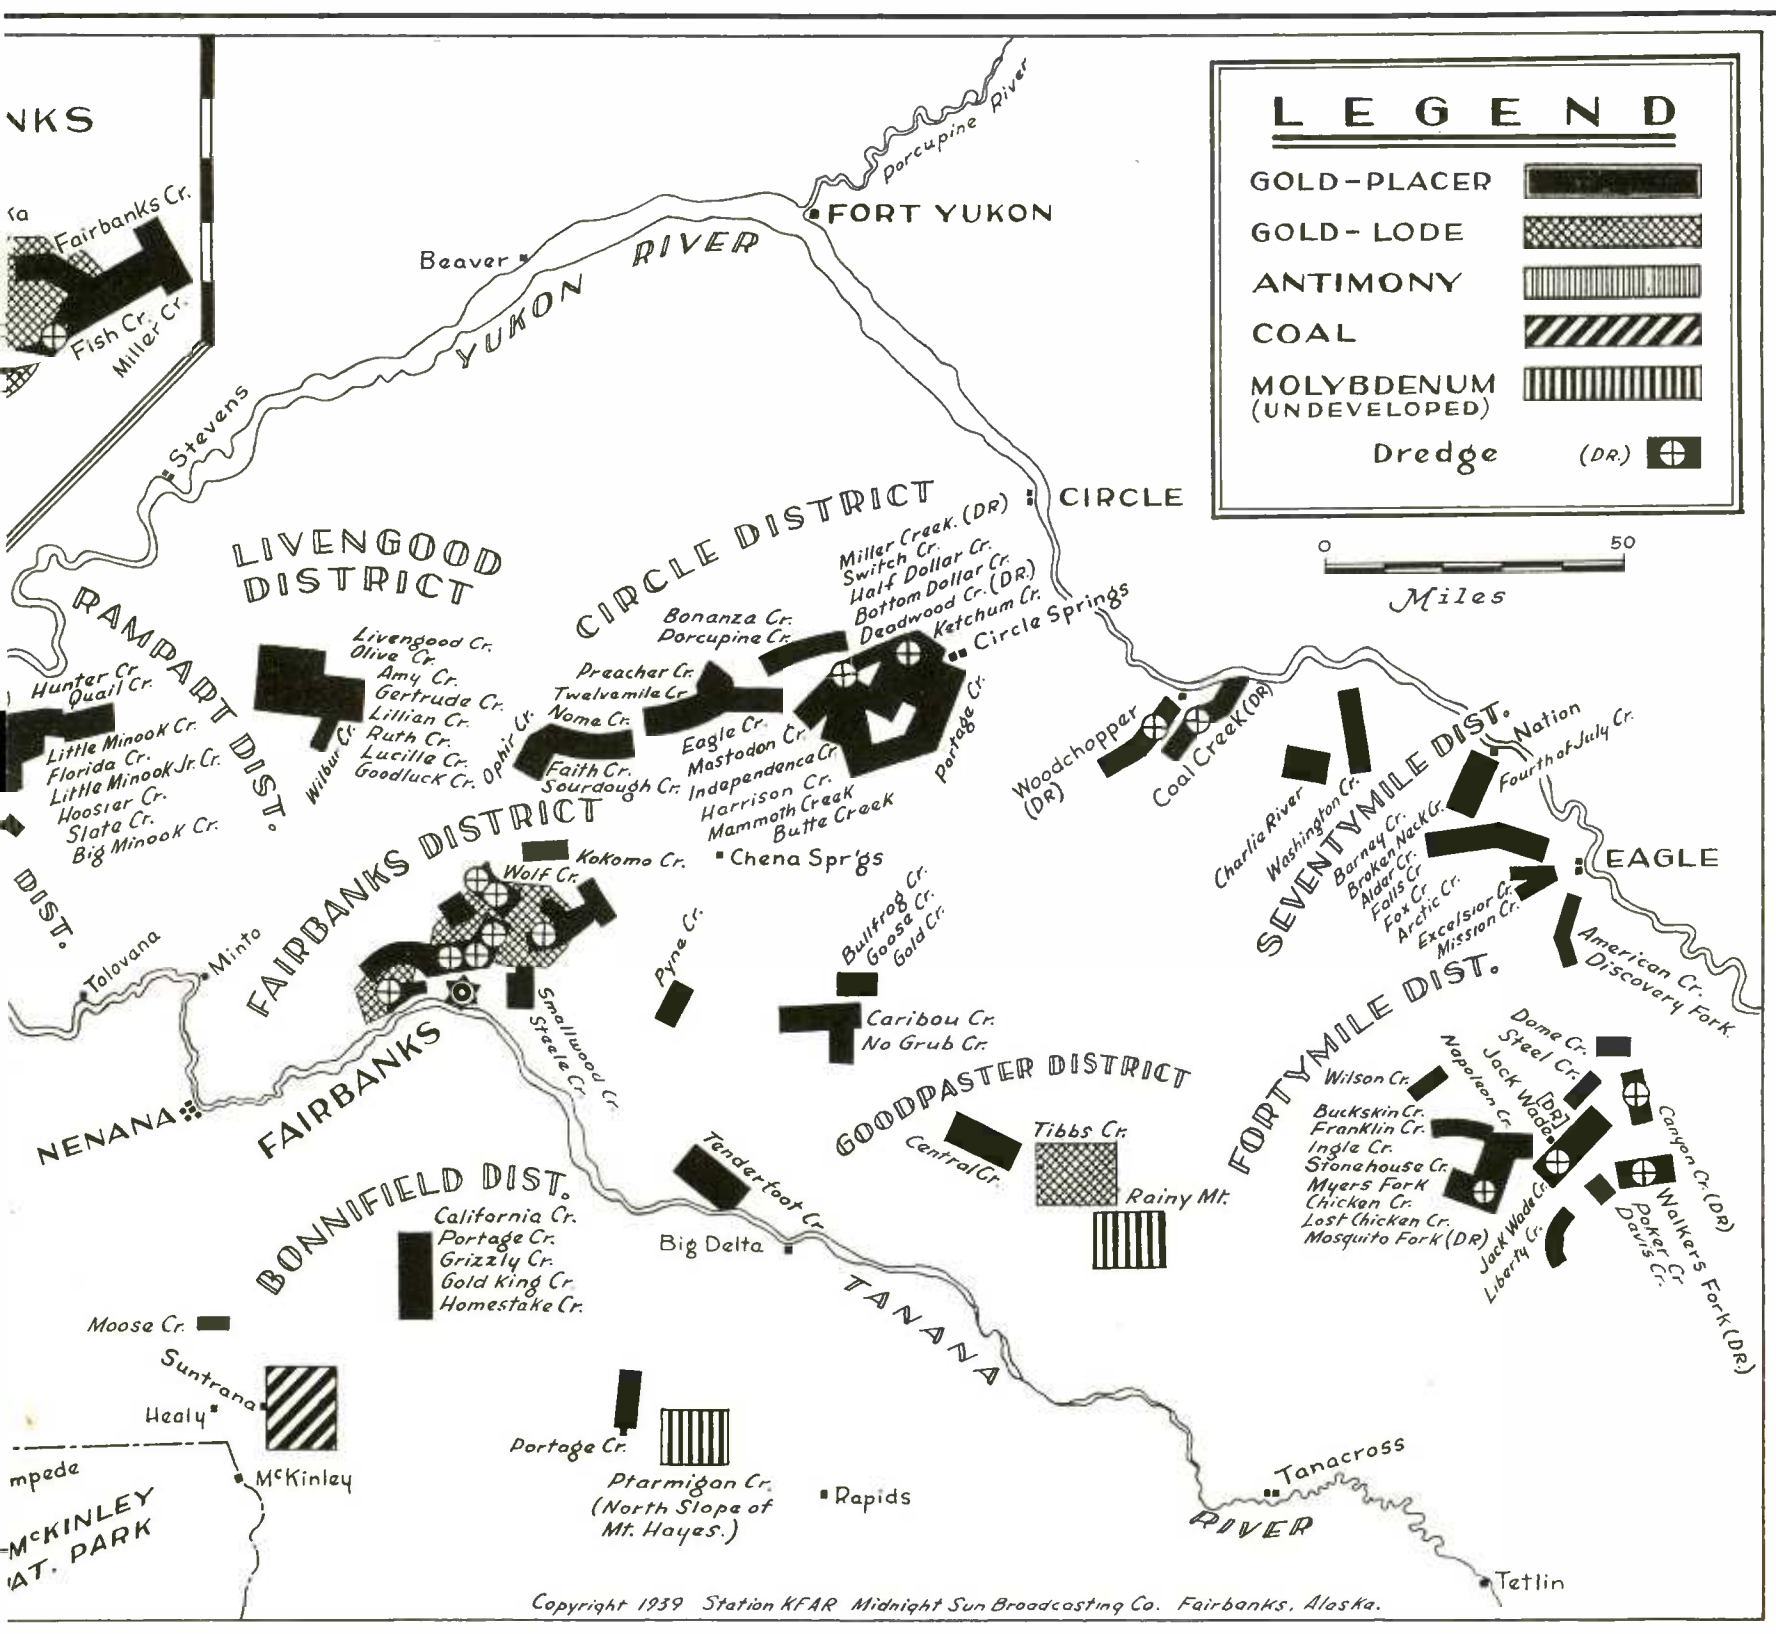 NKS
Fairbanks Cr.
Fish Cr.
Miller Cr.
Porcupine River
FORT YUKON
Beaver
YUKON RIVER
Stevens
LEGEND
GOLD-PLACER
GOLD-LODE
ANTIMONY
COAL
MOLYBDENUM
(UNDEVELOPED)
Dredge (DR.)
0 50
Miles
CIRCLE
LIVENGOOD
DISTRICT
Livengood Cr.
Olive Cr.
Amy Cr.
Gertrude Cr.
Lillian Cr.
Ruth Cr.
Lucille Cr.
Goodluck Cr.
Wilbur Cr.
RAMPART DIST.
Hunter Cr.
Quail Cr.
Little Minook Cr.
Florida Cr.
Little Minook Jr. Cr.
Hoosier Cr.
Slate Cr.
Big Minook Cr.
DIST.
CIRCLE DISTRICT
Miller Creek. (DR)
Switch Cr.
Half Dollar Cr.
Bottom Dollar Cr.
Deadwood Cr. (DR.)
Ketchum Cr.
Circle Springs
Bonanza Cr.
Porcupine Cr.
Preacher Cr.
Twelvemile Cr.
Nome Cr.
Ophir Cr.
Faith Cr.
Sourdough Cr.
Eagle Cr.
Mastodon Cr.
Independence Cr.
Harrison Cr.
Mammoth Creek
Butte Creek
Portage Cr.
Woodchopper
(DR)
Coal Creek (DR)
Charlie River
Washington Cr.
SEVENTYMILE DIST.
Nation
Fourth of July Cr.
Barney Cr.
Broken Neck Cr.
Alder Cr.
Falls Cr
Fox Cr.
Arctic Cr.
Excelsior Cr.
Mission Cr.
EAGLE
American Cr.
Discovery Fork.
FAIRBANKS DISTRICT
Kokomo Cr.
Wolf Cr.
Chena Spr'gs
Smallwood Cr.
Steele Cr.
Pyne Cr.
Bullfrog Cr.
Goose Cr.
Gold Cr.
Caribou Cr.
No Grub Cr.
Tolovana
Minto
NENANA
FAIRBANKS
GOODPASTER DISTRICT
Central Cr.
Tibbs Cr.
Rainy Mt.
FORTYMILE DIST.
Dome Cr.
Steel Cr.
Jack Wade
[DR]
Napoleon Cr.
Wilson Cr.
Buckskin Cr.
Franklin Cr.
Ingle Cr.
Stonehouse Cr.
Myers Fork
Chicken Cr.
Lost Chicken Cr.
Mosquito Fork (DR)
Jack Wade Cr.
Liberty Cr.
Canyon Cr. (DR)
Walkers Fork (DR.)
Poker Cr
Davis Cr.
BONNIFIELD DIST.
California Cr.
Portage Cr.
Grizzly Cr.
Gold King Cr.
Homestake Cr.
Tenderfoot Cr.
Big Delta
TANANA
RIVER
Moose Cr.
Suntrana
Healy
McKinley
mpede
McKINLEY
AT. PARK
Portage Cr.
Ptarmigan Cr.
(North Slope of
Mt. Hayes.)
Rapids
Tanacross
Tetlin
Copyright 1939 Station KFAR Midnight Sun Broadcasting Co. Fairbanks, Alaska.